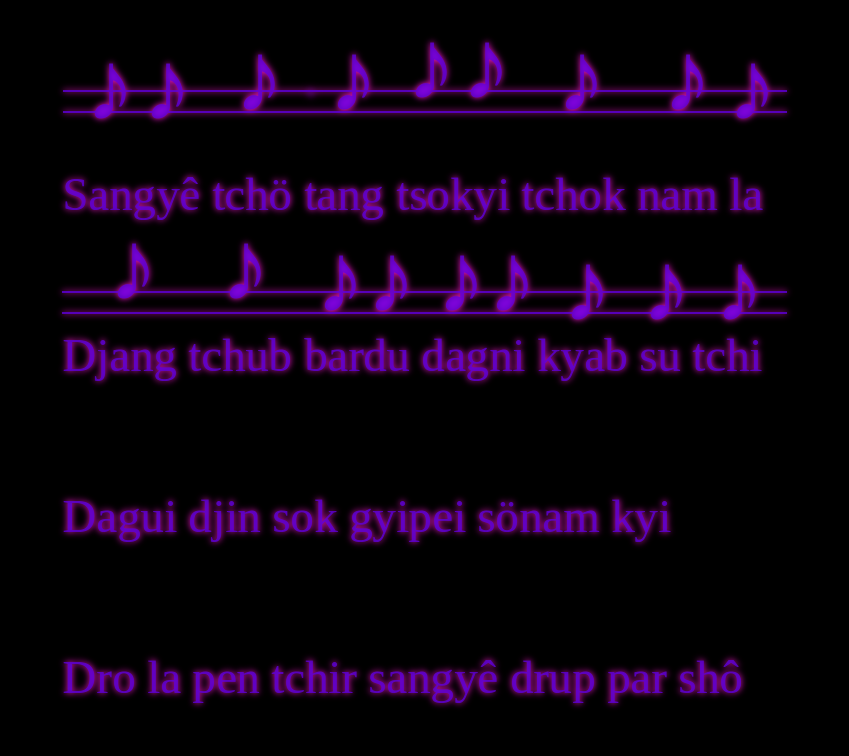 Sangyê tchö tang tsokyi tchok nam la
Djang tchub bardu dagni kyab su tchi
Dagui djin sok gyipei sönam kyi
Dro la pen tchir sangyê drup par shô